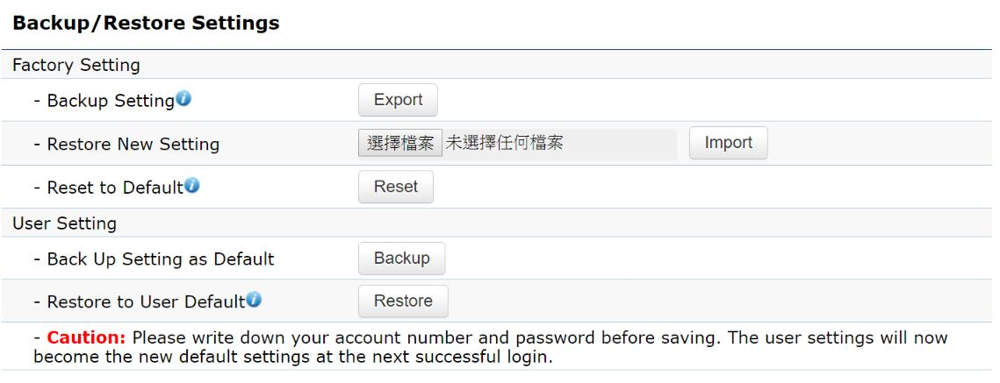 Backup/Restore Settings
Factory Setting
- Backup Setting
Export
- Restore New Setting
選擇檔案 未選擇任何檔案
Import
- Reset to Default
Reset
User Setting
- Back Up Setting as Default
Backup
- Restore to User Default
Restore
- Caution: Please write down your account number and password before saving. The user settings will now
become the new default settings at the next successful login.